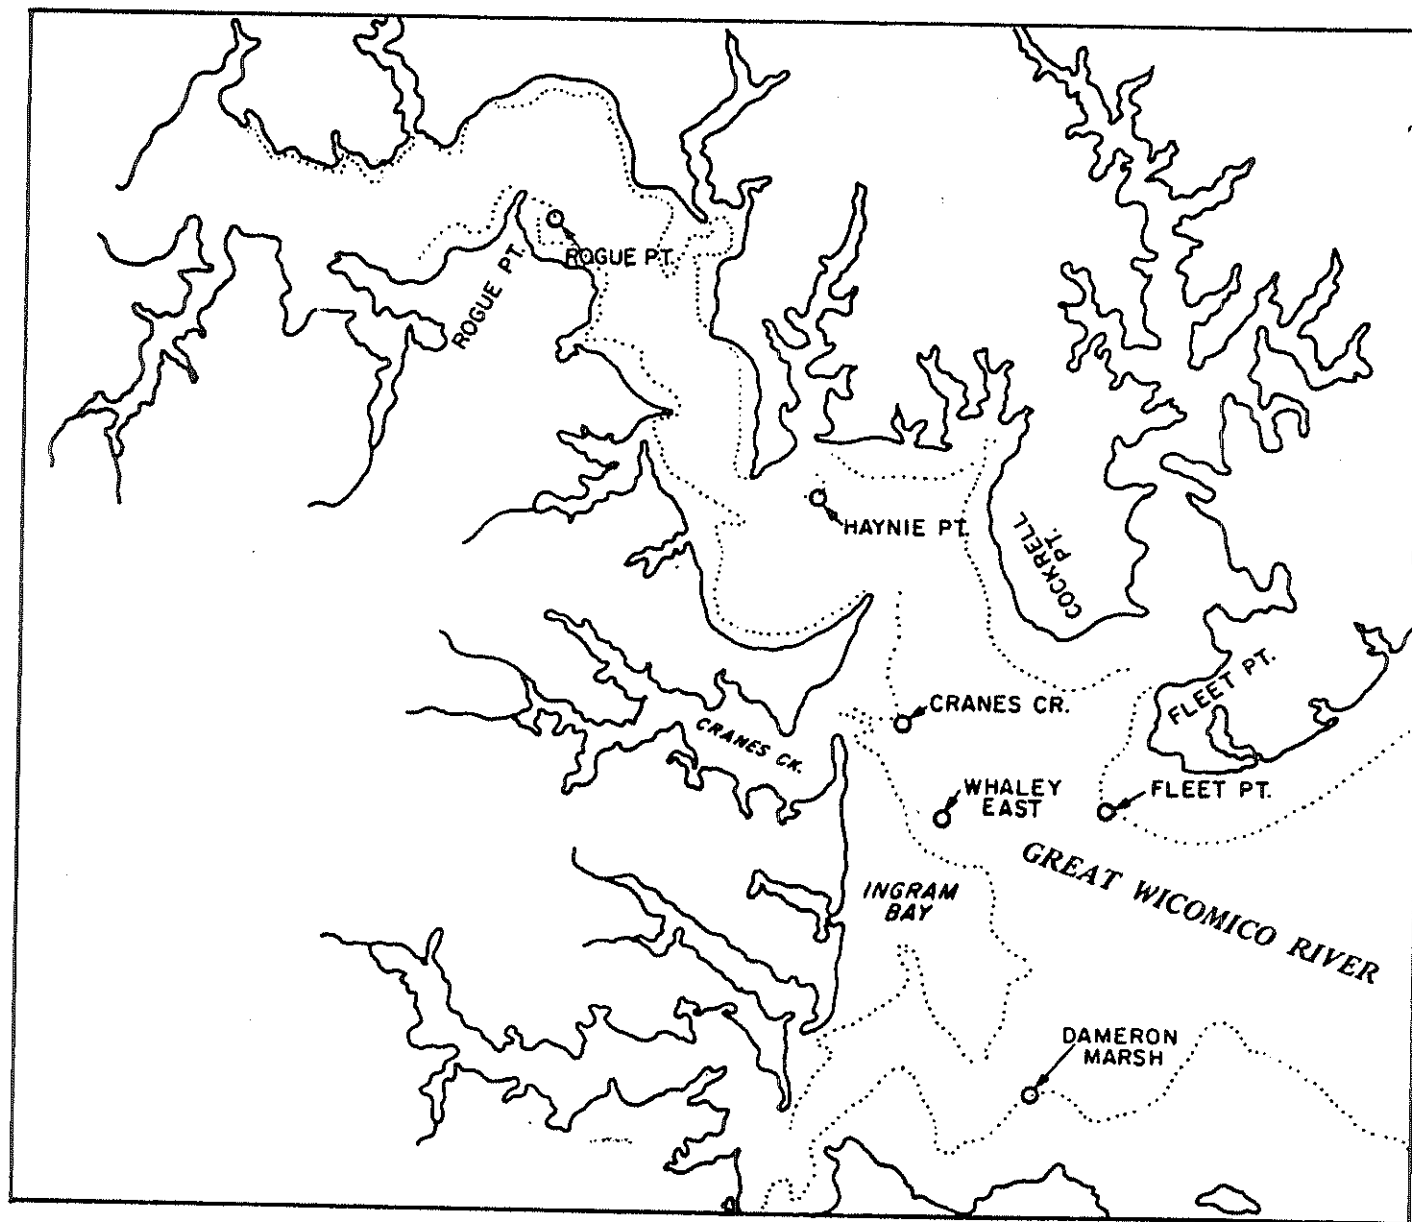 ROGUE PT.
ROGUE PT.
HAYNIE PT.
COCKRELL
PT.
FLEET PT.
CRANES CR.
CRANES CK.
WHALEY
EAST
FLEET PT.
GREAT WICOMICO RIVER
INGRAM
BAY
DAMERON
MARSH